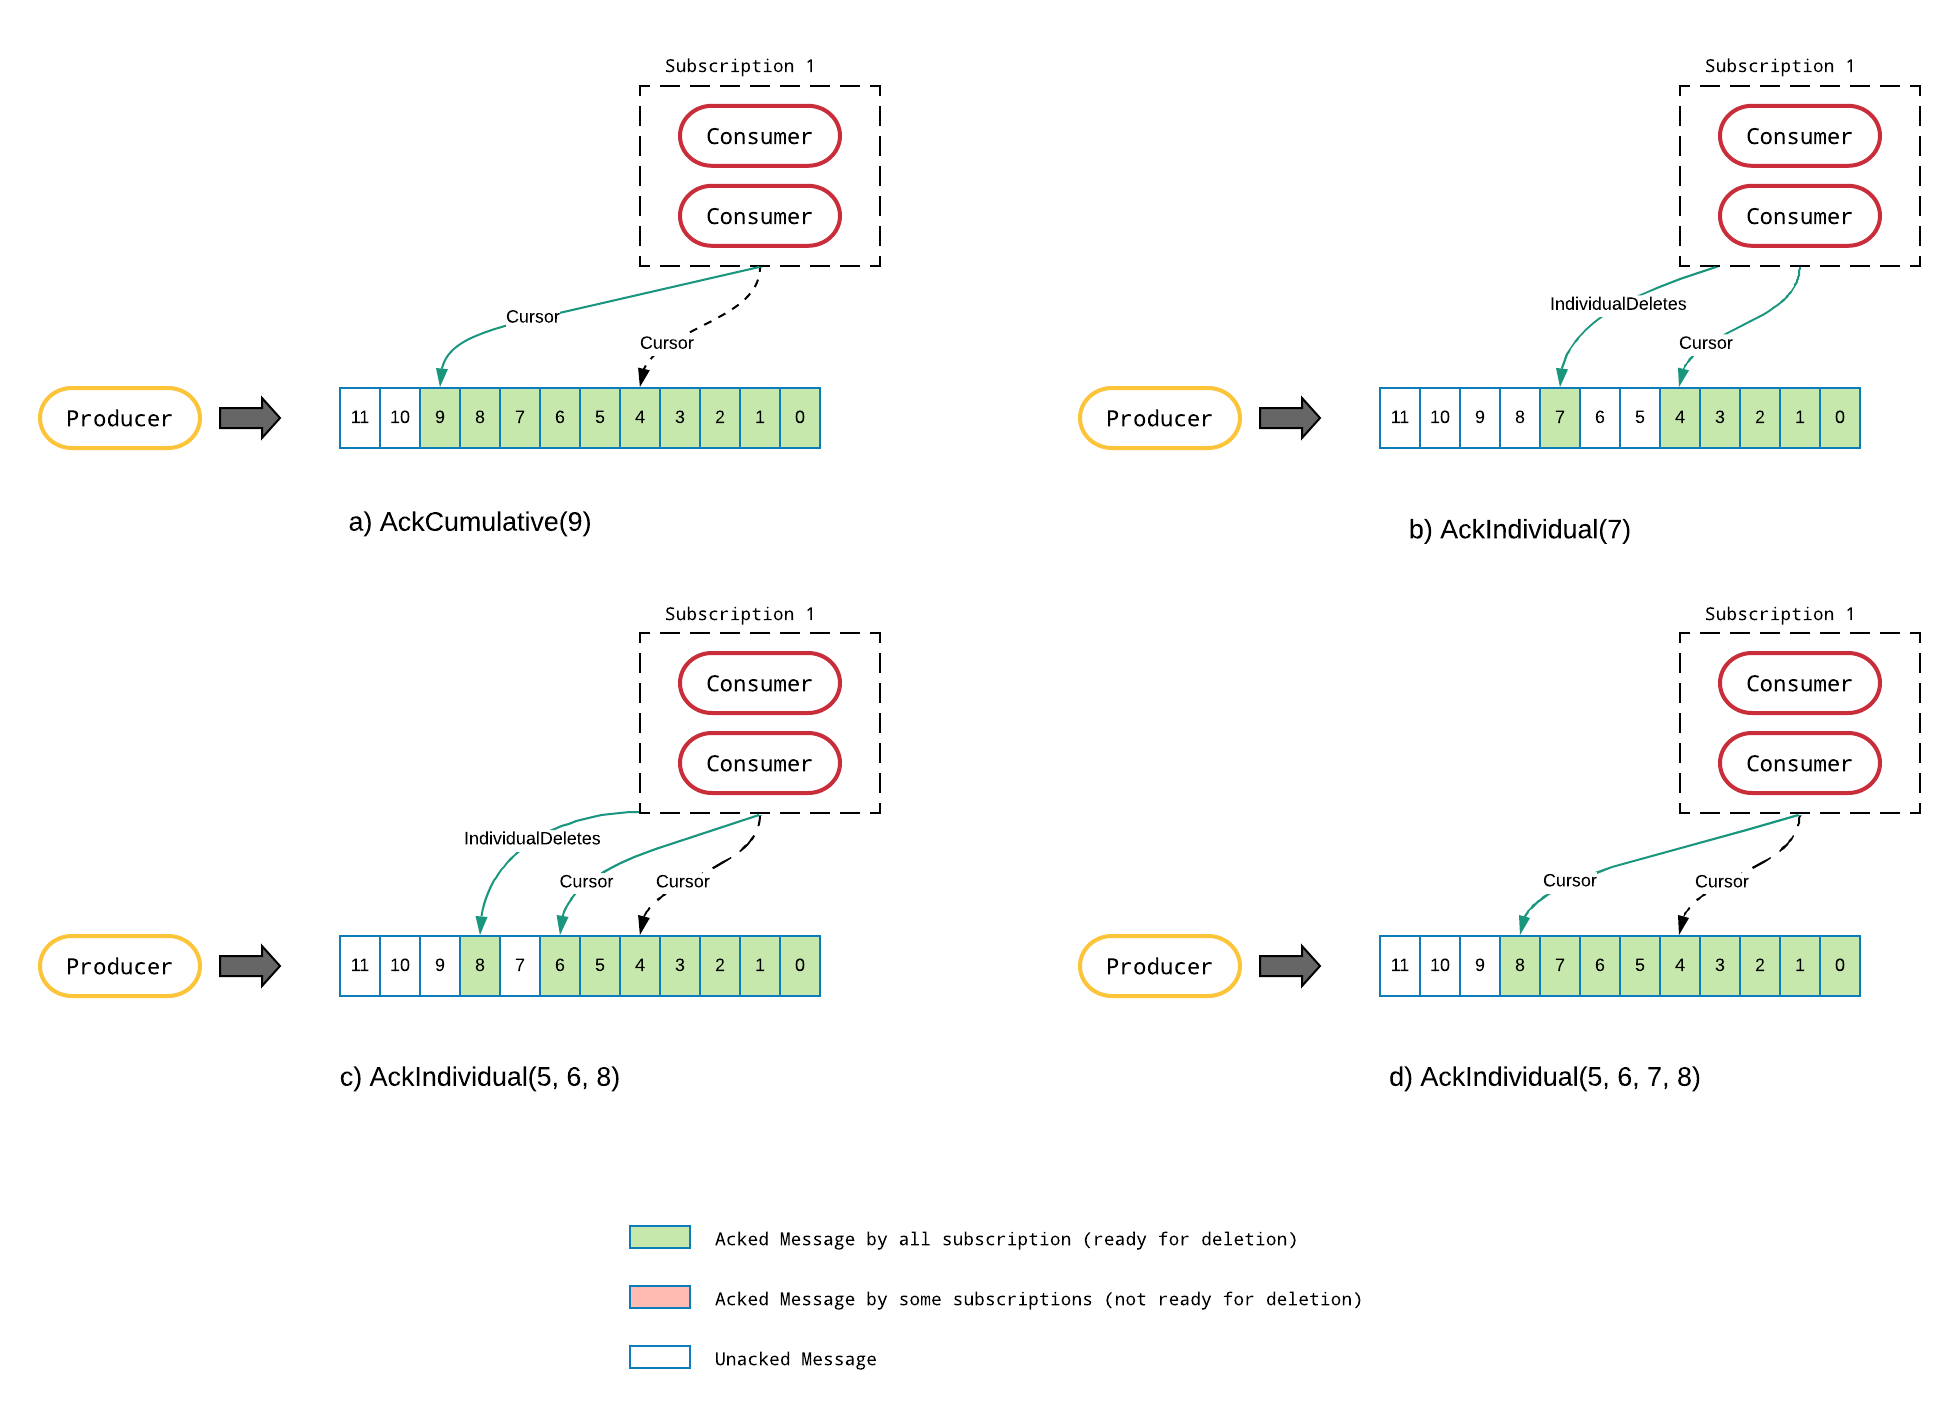 Subscription 1
Consumer
Consumer
Cursor
Cursor
Producer
11 10 9 8 7 6 5 4 3 2 1 0
a) AckCumulative(9)
Subscription 1
Consumer
Consumer
IndividualDeletes
Cursor
Producer
11 10 9 8 7 6 5 4 3 2 1 0
b) AckIndividual(7)
Subscription 1
Consumer
Consumer
IndividualDeletes
Cursor
Cursor
Producer
11 10 9 8 7 6 5 4 3 2 1 0
c) AckIndividual(5, 6, 8)
Subscription 1
Consumer
Consumer
Cursor
Cursor
Producer
11 10 9 8 7 6 5 4 3 2 1 0
d) AckIndividual(5, 6, 7, 8)
Acked Message by all subscription (ready for deletion)
Acked Message by some subscriptions (not ready for deletion)
Unacked Message